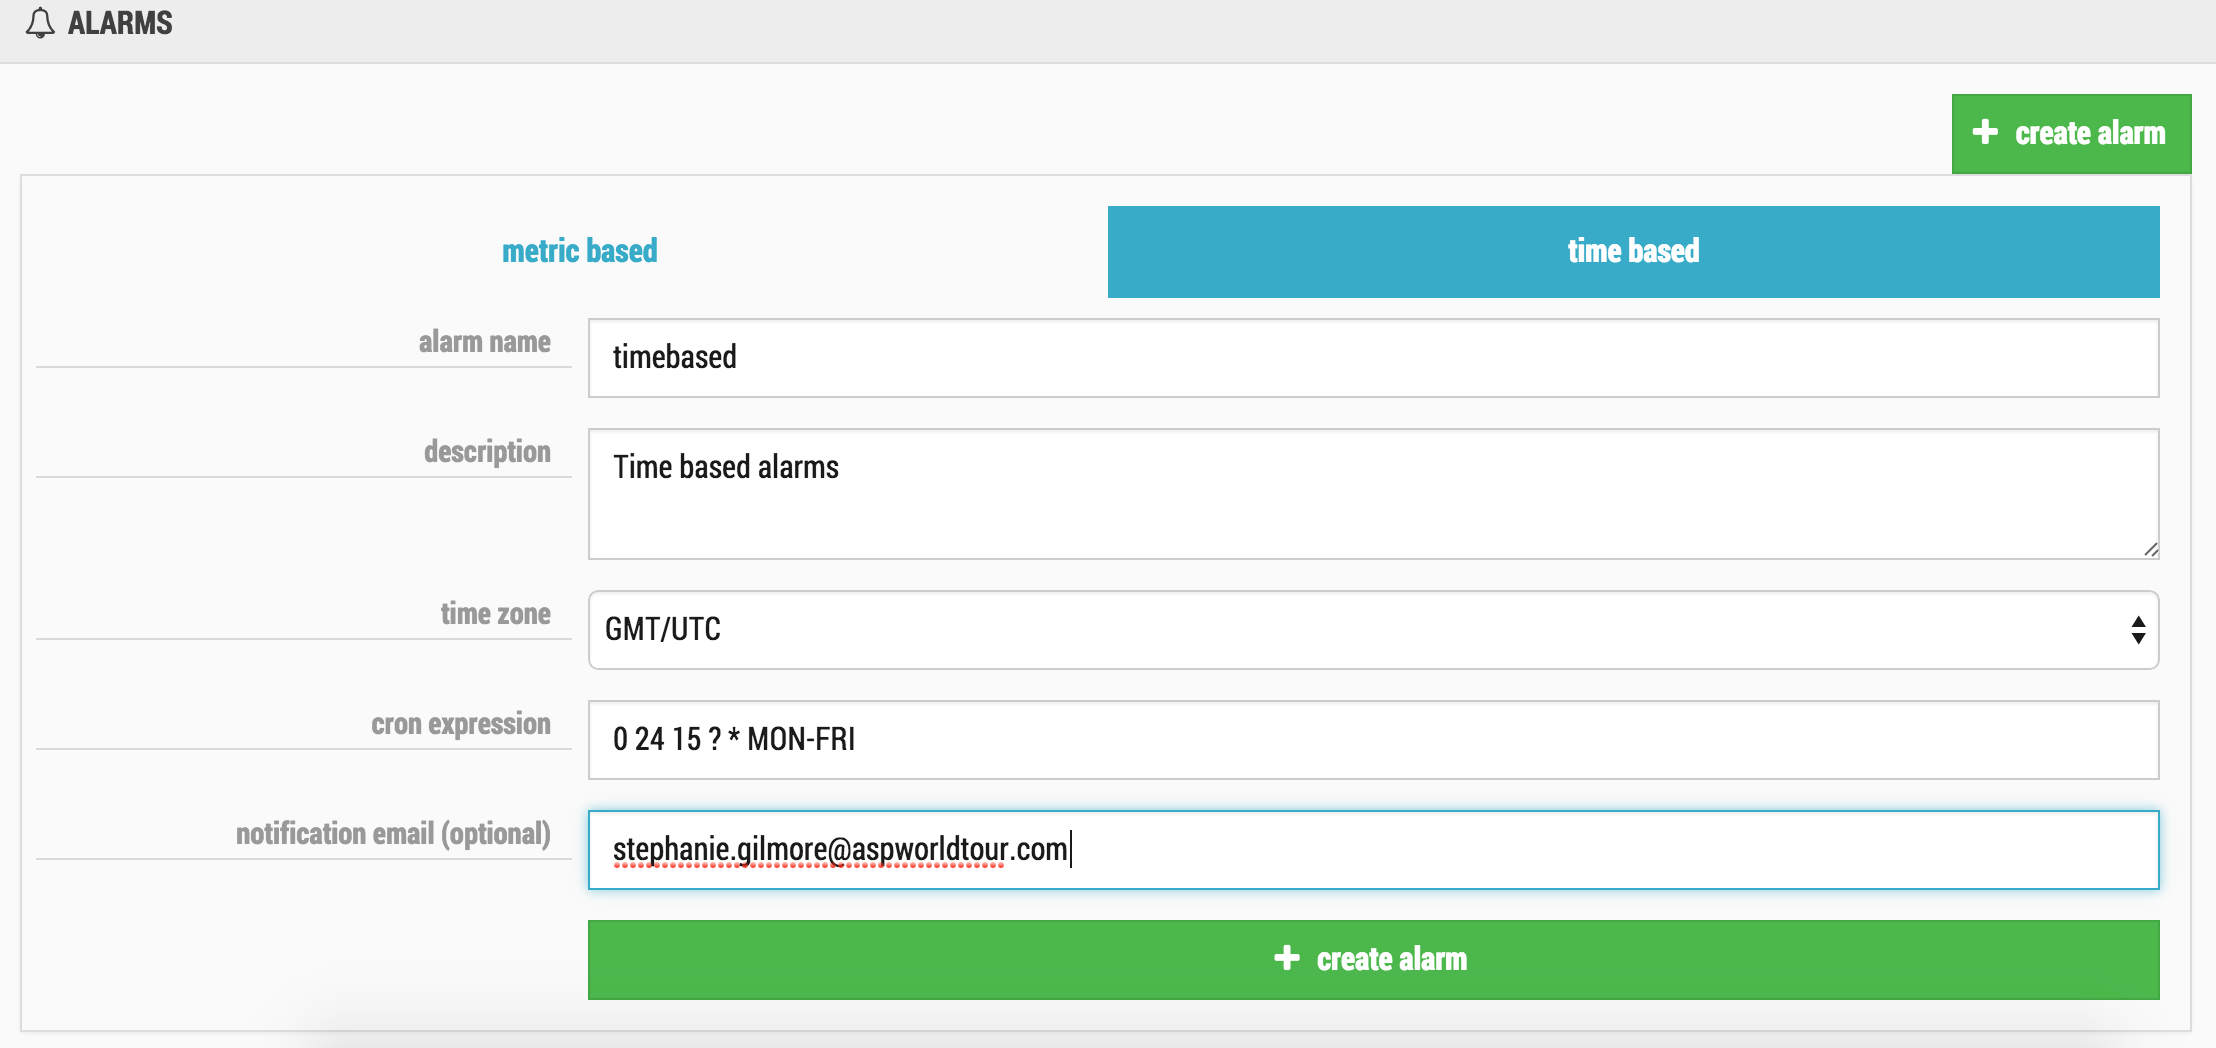 ALARMS
+ create alarm
metric based
time based
alarm name
timebased
description
Time based alarms
time zone
GMT/UTC
cron expression
0 24 15 ? * MON-FRI
notification email (optional)
stephanie.gilmore@aspworldtour.com
+ create alarm